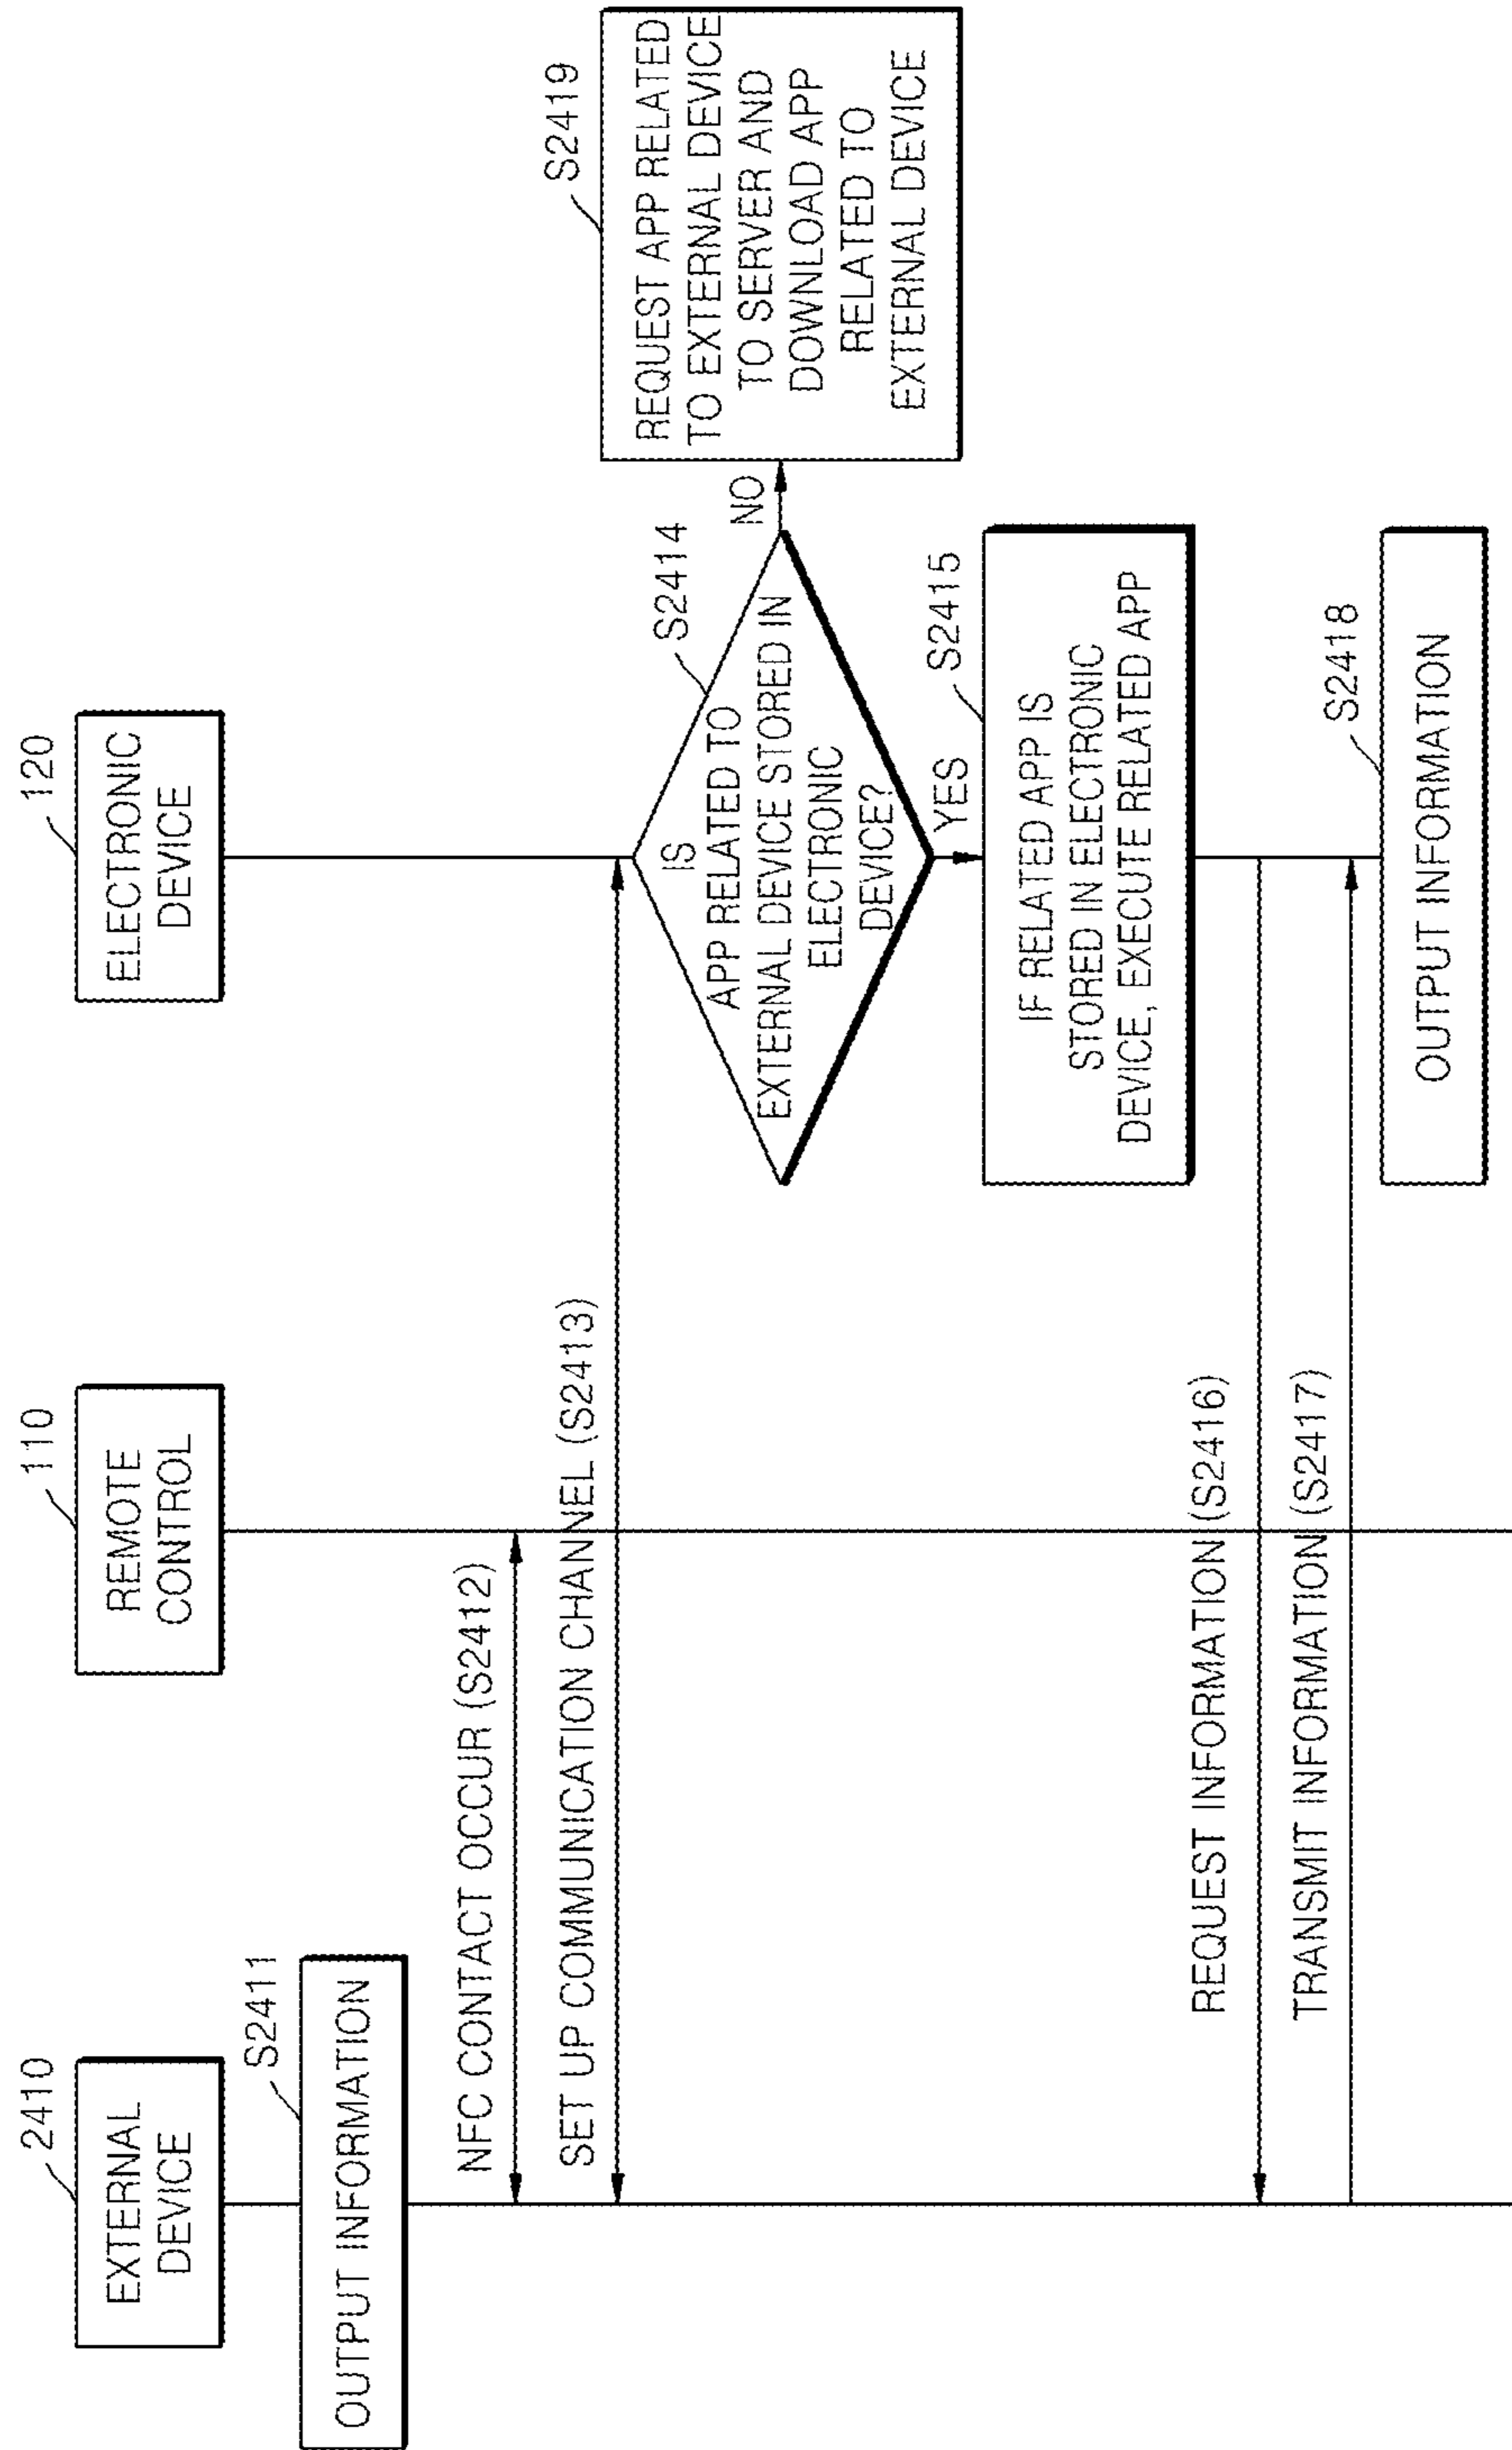 2410
EXTERNAL
DEVICE
110
REMOTE
CONTROL
120
ELECTRONIC
DEVICE
S2411
OUTPUT INFORMATION
NFC CONTACT OCCUR (S2412)
SET UP COMMUNICATION CHANNEL (S2413)
S2414
IS
APP RELATED TO
EXTERNAL DEVICE STORED IN
ELECTRONIC
DEVICE?
NO
S2419
REQUEST APP RELATED
TO EXTERNAL DEVICE
TO SERVER AND
DOWNLOAD APP
RELATED TO
EXTERNAL DEVICE
YES
S2415
IF RELATED APP IS
STORED IN ELECTRONIC
DEVICE, EXECUTE RELATED APP
REQUEST INFORMATION (S2416)
TRANSMIT INFORMATION (S2417)
S2418
OUTPUT INFORMATION